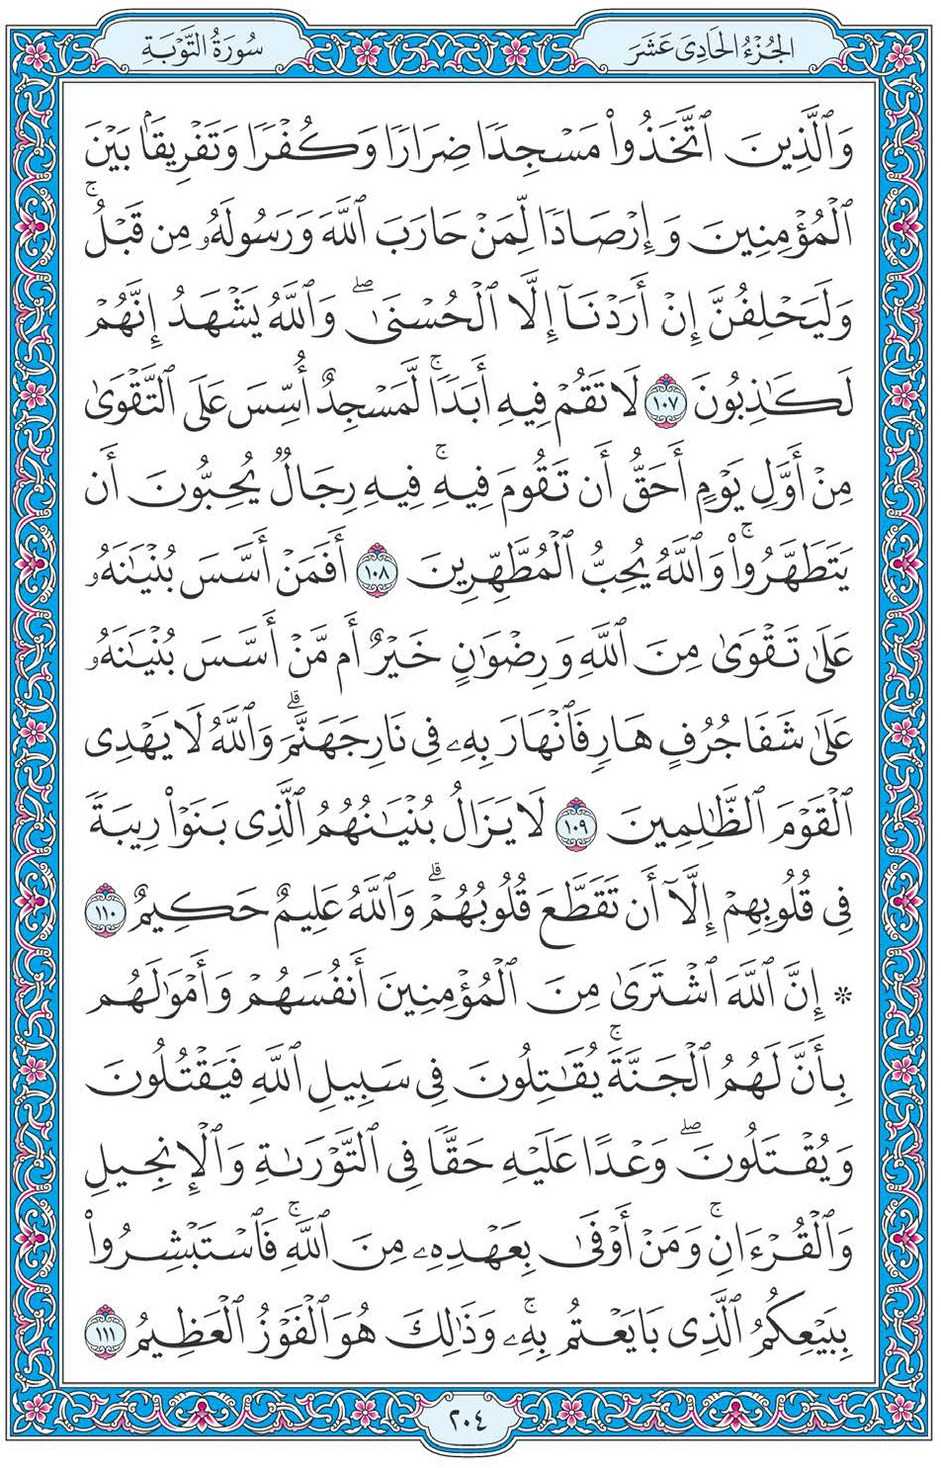 الجُزْءُ الحَادِىَ عَشَرَ
سُورَةُ التَّوْبَةِ
وَٱلَّذِينَ ٱتَّخَذُوا۟ مَسْجِدًا ضِرَارًا وَكُفْرًا وَتَفْرِيقًۢا بَيْنَ
ٱلْمُؤْمِنِينَ وَإِرْصَادًا لِّمَنْ حَارَبَ ٱللَّهَ وَرَسُولَهُۥ مِن قَبْلُ ۚ
وَلَيَحْلِفُنَّ إِنْ أَرَدْنَآ إِلَّا ٱلْحُسْنَىٰ ۖ وَٱللَّهُ يَشْهَدُ إِنَّهُمْ
لَكَـٰذِبُونَ ١٠٧ لَا تَقُمْ فِيهِ أَبَدًا ۚ لَّمَسْجِدٌ أُسِّسَ عَلَى ٱلتَّقْوَىٰ
مِنْ أَوَّلِ يَوْمٍ أَحَقُّ أَن تَقُومَ فِيهِ ۚ فِيهِ رِجَالٌ يُحِبُّونَ أَن
يَتَطَهَّرُوا۟ ۚ وَٱللَّهُ يُحِبُّ ٱلْمُطَّهِّرِينَ ١٠٨ أَفَمَنْ أَسَّسَ بُنْيَـٰنَهُۥ
عَلَىٰ تَقْوَىٰ مِنَ ٱللَّهِ وَرِضْوَٰنٍ خَيْرٌ أَم مَّنْ أَسَّسَ بُنْيَـٰنَهُۥ
عَلَىٰ شَفَا جُرُفٍ هَارٍ فَٱنْهَارَ بِهِۦ فِى نَارِ جَهَنَّمَ ۗ وَٱللَّهُ لَا يَهْدِى
ٱلْقَوْمَ ٱلظَّـٰلِمِينَ ١٠٩ لَا يَزَالُ بُنْيَـٰنُهُمُ ٱلَّذِى بَنَوْا۟ رِيبَةً
فِى قُلُوبِهِمْ إِلَّآ أَن تَقَطَّعَ قُلُوبُهُمْ ۗ وَٱللَّهُ عَلِيمٌ حَكِيمٌ ١١٠
* إِنَّ ٱللَّهَ ٱشْتَرَىٰ مِنَ ٱلْمُؤْمِنِينَ أَنفُسَهُمْ وَأَمْوَٰلَهُم
بِأَنَّ لَهُمُ ٱلْجَنَّةَ ۚ يُقَـٰتِلُونَ فِى سَبِيلِ ٱللَّهِ فَيَقْتُلُونَ
وَيُقْتَلُونَ ۖ وَعْدًا عَلَيْهِ حَقًّا فِى ٱلتَّوْرَىٰةِ وَٱلْإِنجِيلِ
وَٱلْقُرْءَانِ ۚ وَمَنْ أَوْفَىٰ بِعَهْدِهِۦ مِنَ ٱللَّهِ ۚ فَٱسْتَبْشِرُوا۟
بِبَيْعِكُمُ ٱلَّذِى بَايَعْتُم بِهِۦ ۚ وَذَٰلِكَ هُوَ ٱلْفَوْزُ ٱلْعَظِيمُ ١١١
٢٠٤